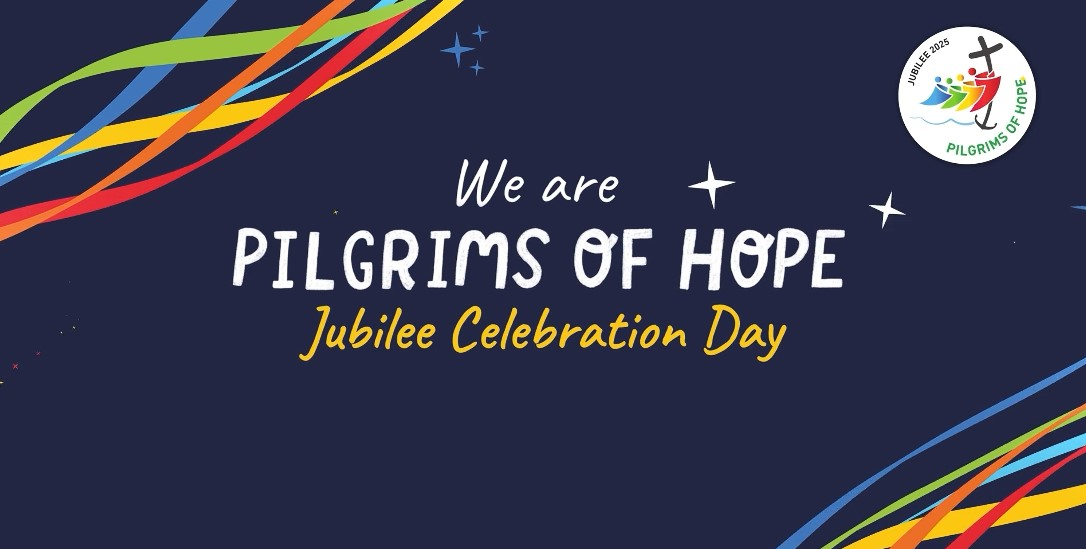 JUBILEE 2025
PILGRIMS OF HOPE
We are
PILGRIMS OF HOPE
Jubilee Celebration Day